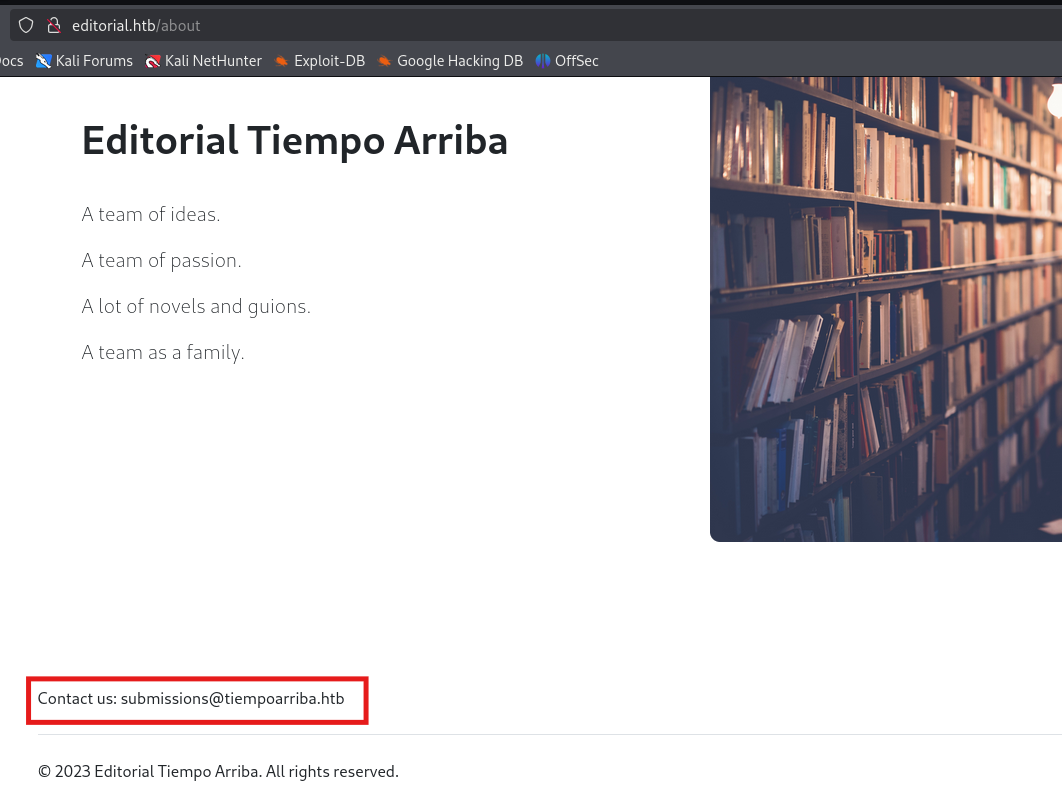 editorial.htb/about
ocs Kali Forums Kali NetHunter Exploit-DB Google Hacking DB OffSec
Editorial Tiempo Arriba
A team of ideas.
A team of passion.
A lot of novels and guions.
A team as a family.
Contact us: submissions@tiempoarriba.htb
© 2023 Editorial Tiempo Arriba. All rights reserved.